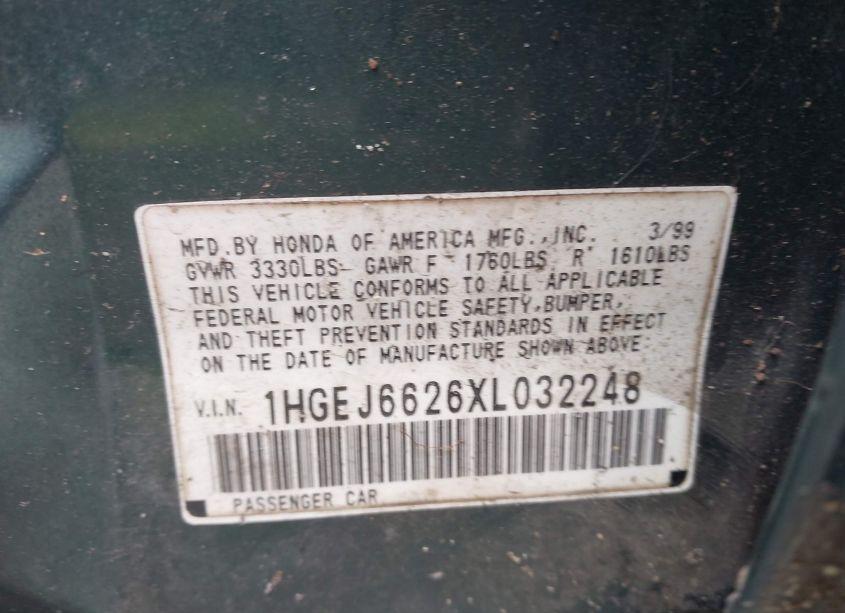 MFD.BY HONDA OF AMERICA MFG.,INC. 3/99
GVWR 3330LBS GAWR F 1760LBS R 1610LBS
THIS VEHICLE CONFORMS TO ALL APPLICABLE
FEDERAL MOTOR VEHICLE SAFETY,BUMPER,
AND THEFT PREVENTION STANDARDS IN EFFECT
ON THE DATE OF MANUFACTURE SHOWN ABOVE.
V.I.N. 1HGEJ6626XL032248
PASSENGER CAR